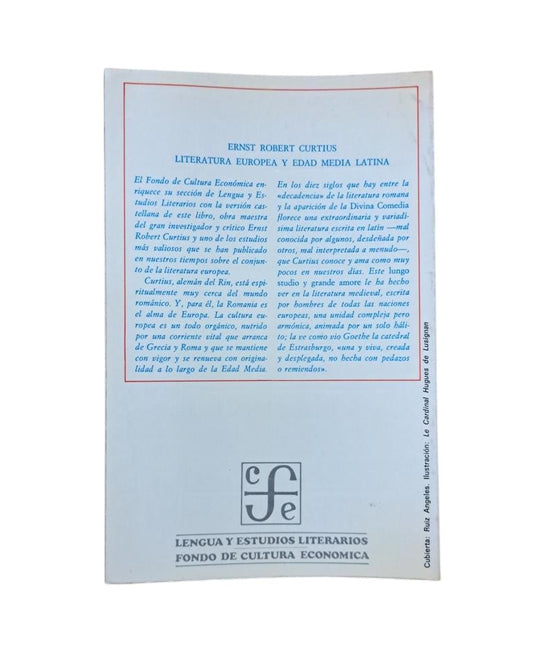 ERNST ROBERT CURTIUS
LITERATURA EUROPEA Y EDAD MEDIA LATINA
El Fondo de Cultura Económica en-
riquece su sección de Lengua y Es-
tudios Literarios con la versión cas-
tellana de este libro, obra maestra
del gran investigador y crítico Ernst
Robert Curtius y uno de los estudios
más valiosos que se han publicado
en nuestros tiempos sobre el conjun-
to de la literatura europea.
Curtius, alemán del Rin, está espi-
ritualmente muy cerca del mundo
románico. Y, para él, la Romania es
el alma de Europa. La cultura eu-
ropea es un todo orgánico, nutrido
por una corriente vital que arranca
de Grecia y Roma y que se mantiene
con vigor y se renueva con origina-
lidad a lo largo de la Edad Media.
En los diez siglos que hay entre la
«decadencia» de la literatura romana
y la aparición de la Divina Comedia
florece una extraordinaria y variadí-
sima literatura escrita en latín —mal
conocida por algunos, desdeñada por
otros, mal interpretada a menudo—,
que Curtius conoce y ama como muy
pocos en nuestros días. Este lungo
studio y grande amore le ha hecho
ver en la literatura medieval, escrita
por hombres de todas las naciones
europeas, una unidad compleja pero
armónica, animada por un solo háli-
to; la ve como vio Goethe la catedral
de Estrasburgo, «una y viva, creada
y desplegada, no hecha con pedazos
o remiendos».
Cubierta: Ruiz Angeles. Ilustración: Le Cardinal Hugues de Lusignan
cfe
LENGUA Y ESTUDIOS LITERARIOS
FONDO DE CULTURA ECONOMICA